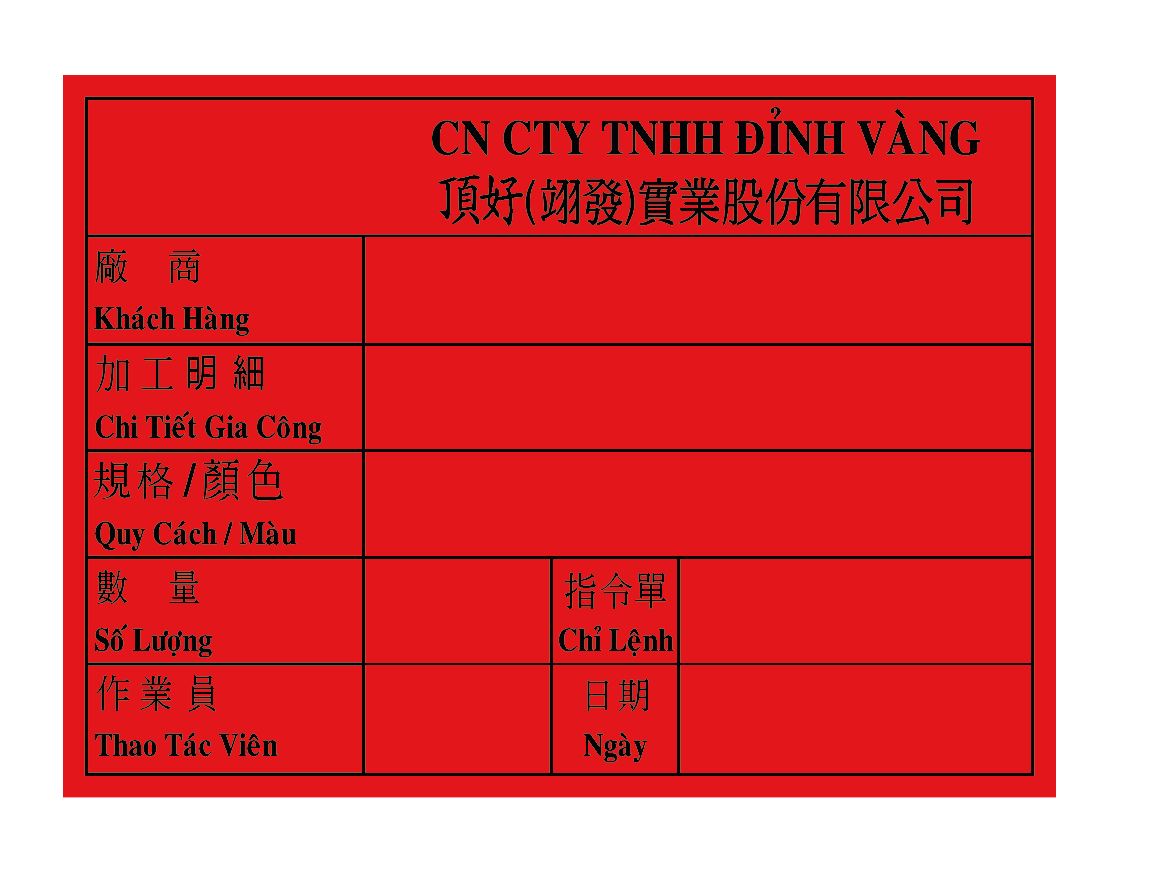 CN CTY TNHH ĐỈNH VÀNG
頂好(翊發)實業股份有限公司
廠 商
Khách Hàng
加工明細
Chi Tiết Gia Công
規格/顏色
Quy Cách / Màu
數 量
Số Lượng
指令單
Chỉ Lệnh
作業員
Thao Tác Viên
日期
Ngày